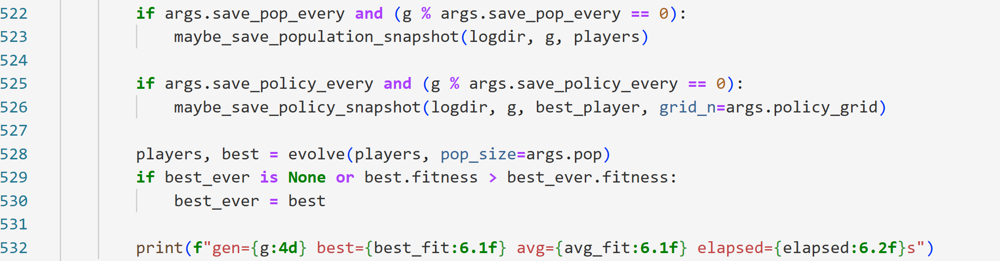 522 if args.save_pop_every and (g % args.save_pop_every == 0):
523 maybe_save_population_snapshot(logdir, g, players)
524
525 if args.save_policy_every and (g % args.save_policy_every == 0):
526 maybe_save_policy_snapshot(logdir, g, best_player, grid_n=args.policy_grid)
527
528 players, best = evolve(players, pop_size=args.pop)
529 if best_ever is None or best.fitness > best_ever.fitness:
530 best_ever = best
531
532 print(f"gen={g:4d} best={best_fit:6.1f} avg={avg_fit:6.1f} elapsed={elapsed:6.2f}s")